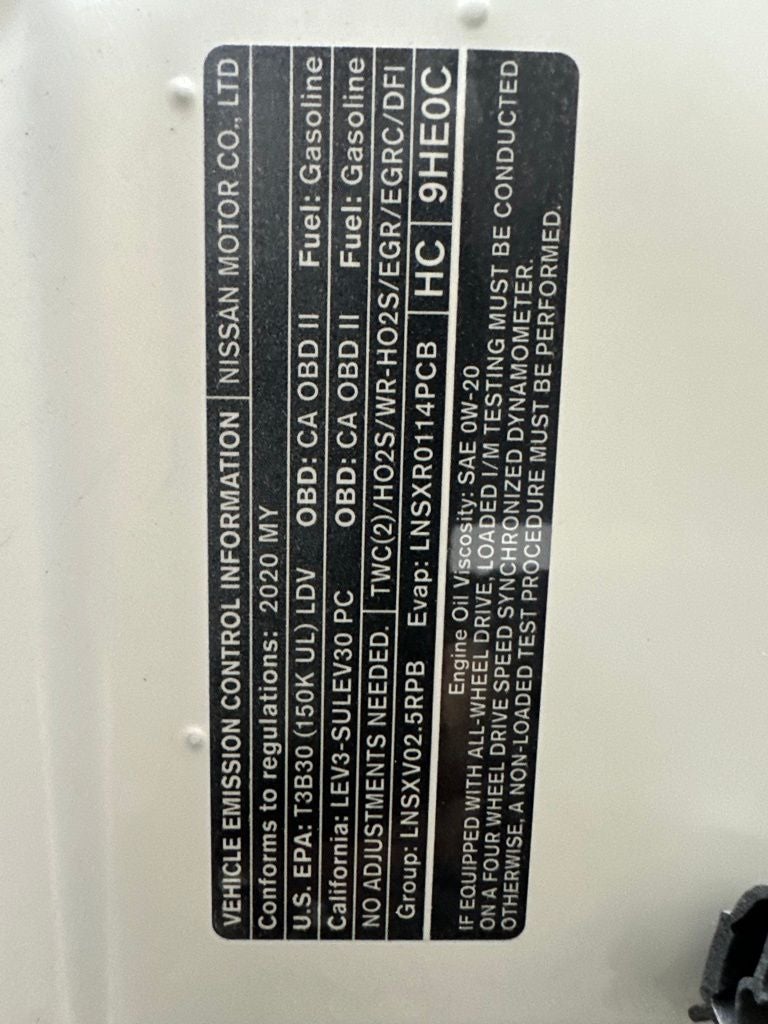 VEHICLE EMISSION CONTROL INFORMATION NISSAN MOTOR CO., LTD
Conforms to regulations: 2020 MY
U.S. EPA: T3B30 (150K UL) LDV OBD: CA OBD II Fuel: Gasoline
California: LEV3-SULEV30 PC OBD: CA OBD II Fuel: Gasoline
NO ADJUSTMENTS NEEDED. TWC(2)/HO2S/WR-HO2S/EGR/EGRC/DFI
Group: LNSXV02.5RPB Evap: LNSXR0114PCB HC 9HE0C
Engine Oil Viscosity: SAE 0W-20
IF EQUIPPED WITH ALL-WHEEL DRIVE, LOADED I/M TESTING MUST BE CONDUCTED
ON A FOUR WHEEL DRIVE SPEED SYNCHRONIZED DYNAMOMETER.
OTHERWISE, A NON-LOADED TEST PROCEDURE MUST BE PERFORMED.